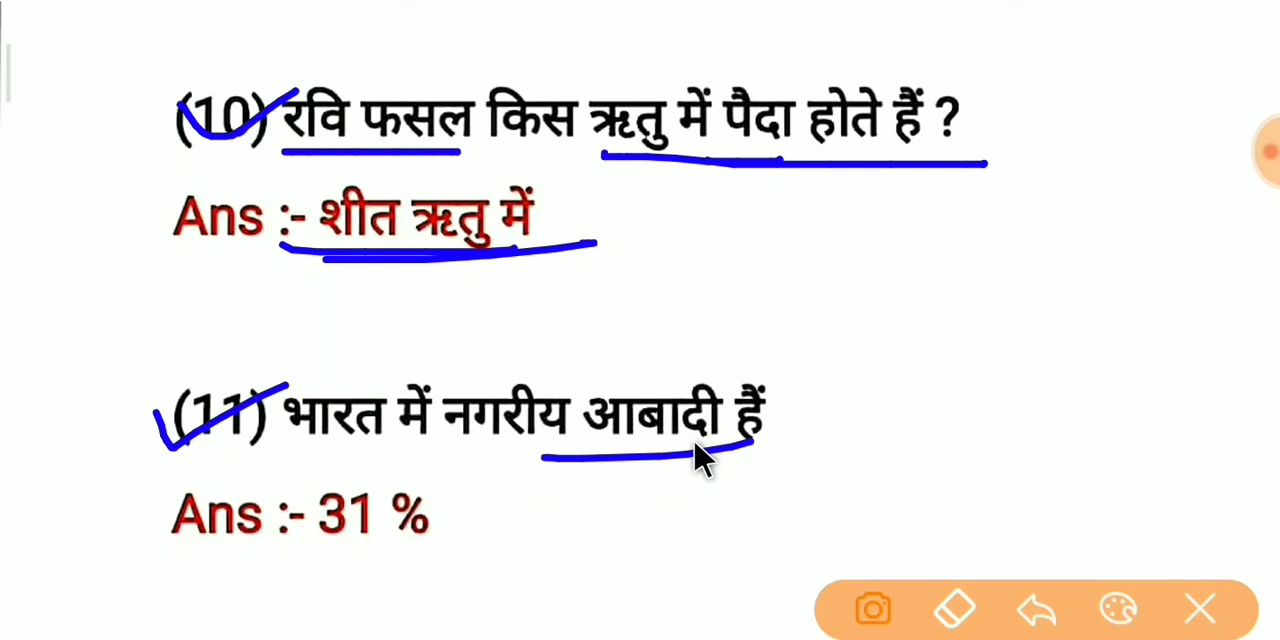 (10) रवि फसल किस ऋतु में पैदा होते हैं ?
Ans :- शीत ऋतु में
(11) भारत में नगरीय आबादी हैं
Ans :- 31 %